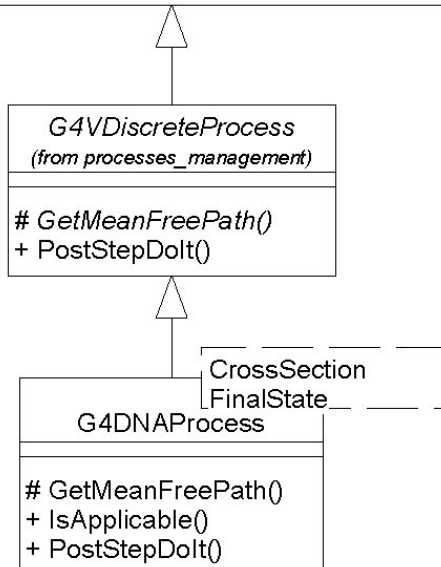 G4VDiscreteProcess
(from processes_management)
# GetMeanFreePath()
+ PostStepDoIt()
CrossSection
FinalState
G4DNAProcess
# GetMeanFreePath()
+ IsApplicable()
+ PostStepDoIt()